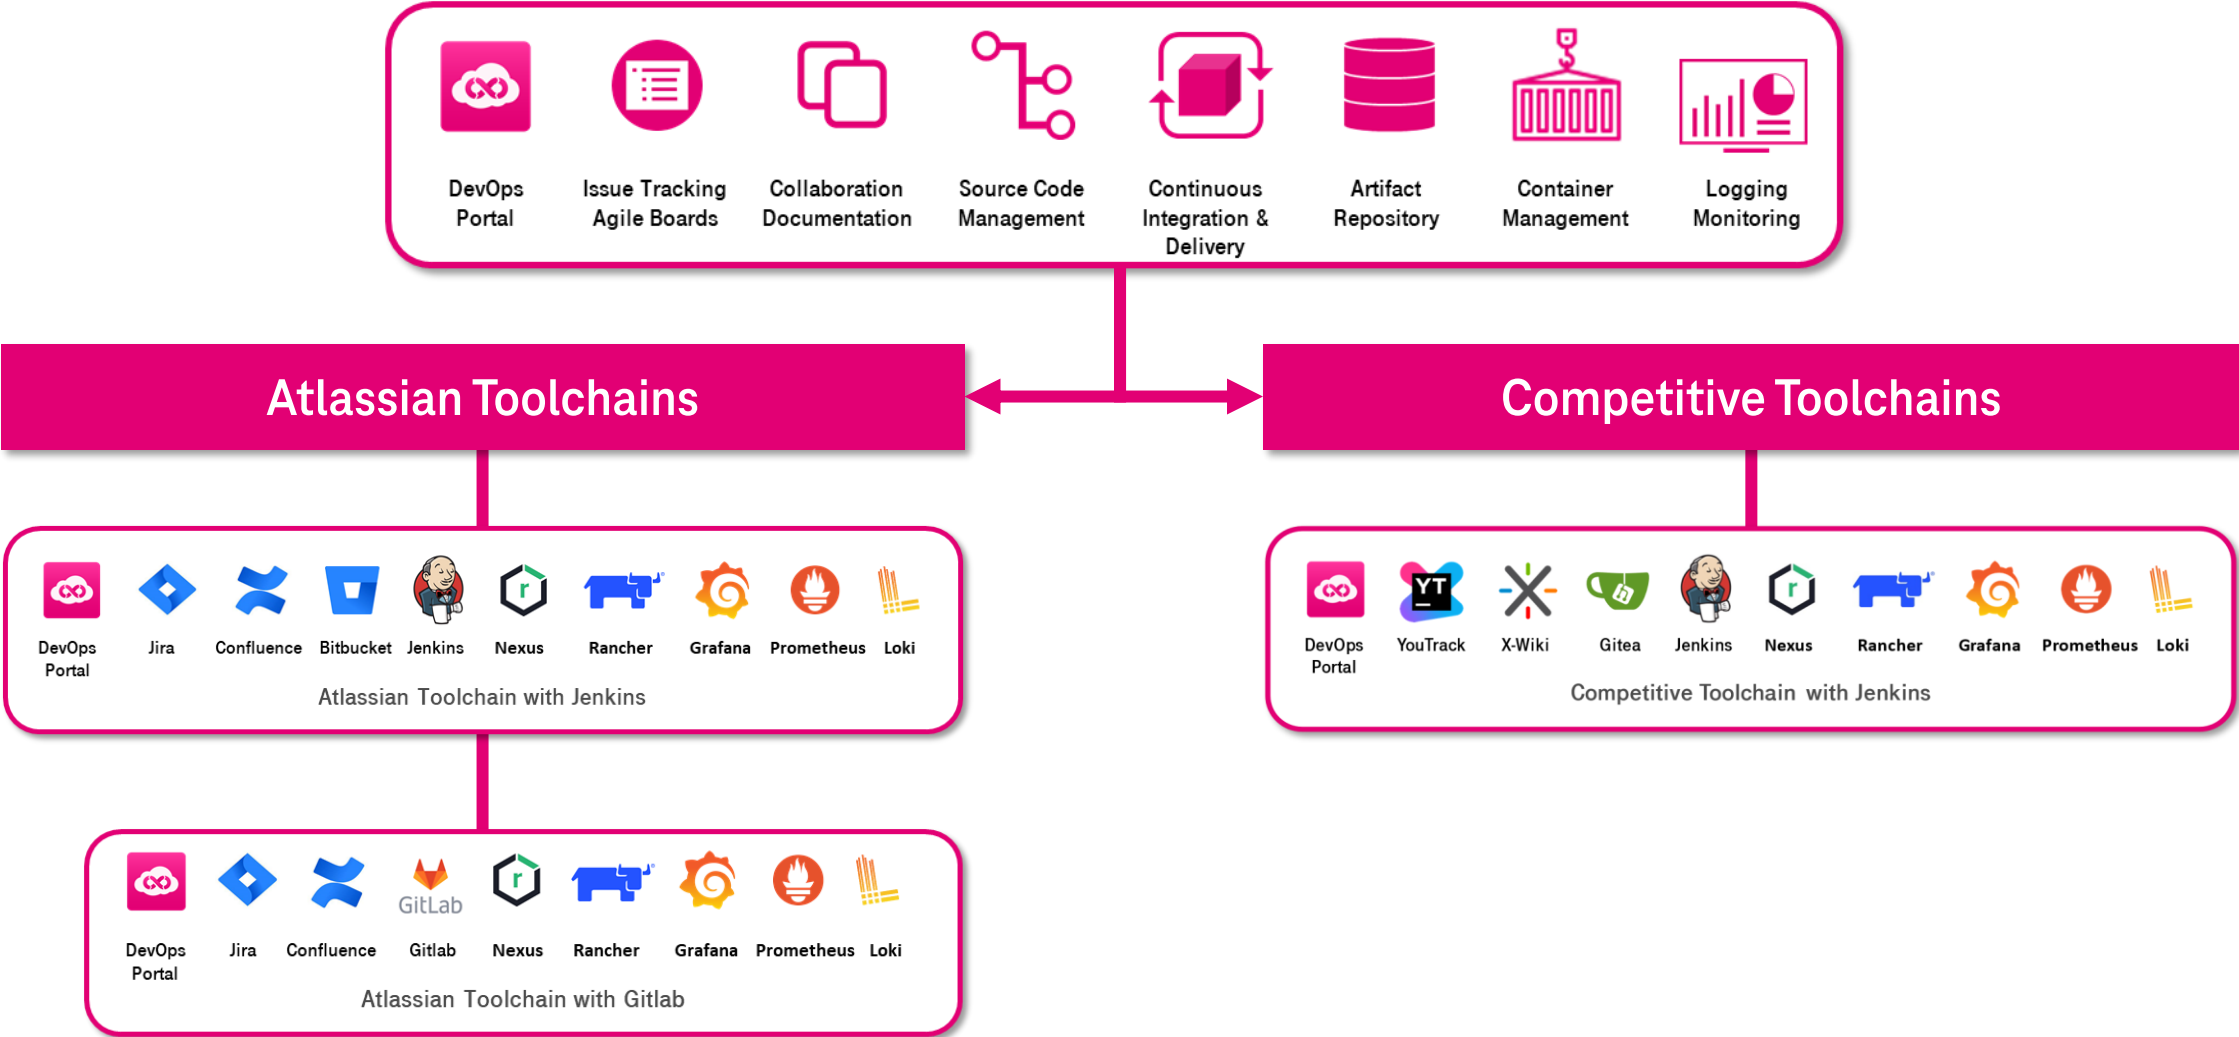 DevOps
Portal
Issue Tracking
Agile Boards
Collaboration
Documentation
Source Code
Management
Continuous
Integration &
Delivery
Artifact
Repository
Container
Management
Logging
Monitoring
Atlassian Toolchains
Competitive Toolchains
DevOps
Portal
Jira
Confluence
Bitbucket
Jenkins
r
Nexus
Rancher
Grafana
Prometheus
Loki
Atlassian Toolchain with Jenkins
DevOps
Portal
YT
YouTrack
X-Wiki
h
Gitea
Jenkins
r
Nexus
Rancher
Grafana
Prometheus
Loki
Competitive Toolchain with Jenkins
DevOps
Portal
Jira
Confluence
GitLab
Gitlab
r
Nexus
Rancher
Grafana
Prometheus
Loki
Atlassian Toolchain with Gitlab